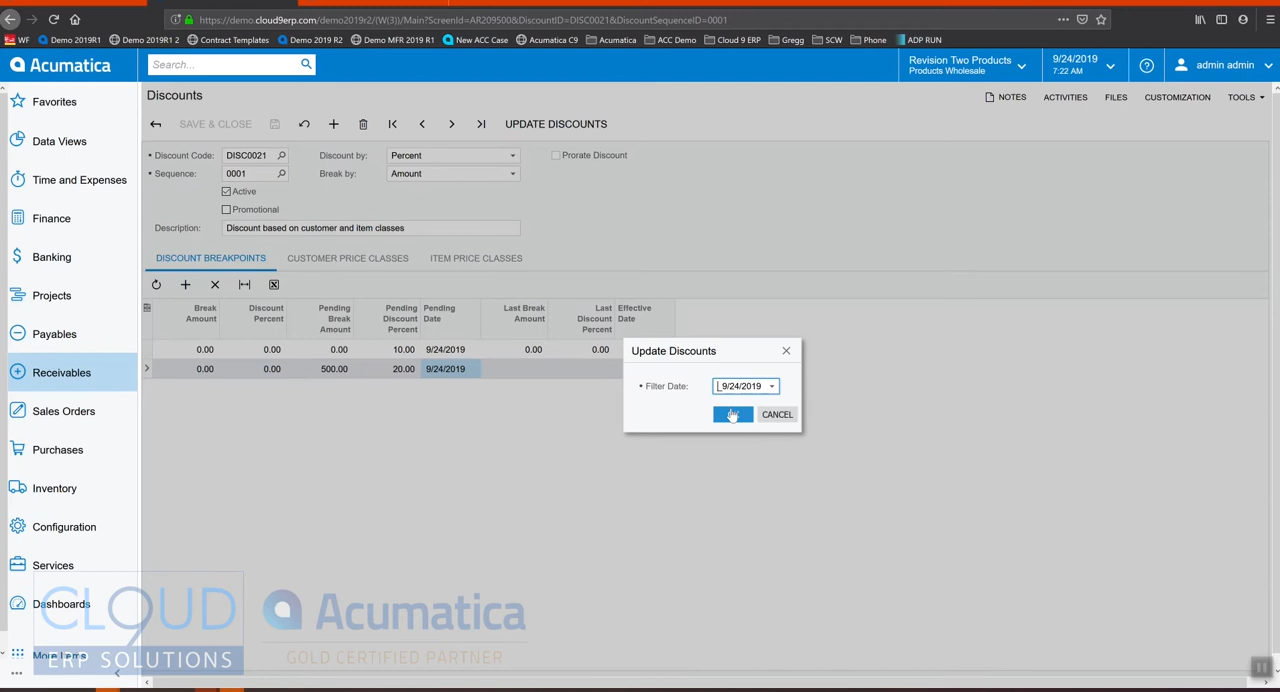 https://demo.cloud9erp.com/demo2019r2/(W(3))/Main?ScreenId=AR209500&DiscountID=DISC0021&DiscountSequenceID=0001
WF Demo 2019R1 Demo 2019R1 2 Contract Templates Demo 2019 R2 Demo MFR 2019 R1 New ACC Case Acumatica C9 Acumatica ACC Demo Cloud 9 ERP Gregg SCW Phone ADP RUN
Acumatica
Search...
Revision Two Products
Products Wholesale
9/24/2019
7:22 AM
admin admin
Favorites
Data Views
Time and Expenses
Finance
Banking
Projects
Payables
Receivables
Sales Orders
Purchases
Inventory
Configuration
Services
Dashboards
More Items
Discounts
NOTES ACTIVITIES FILES CUSTOMIZATION TOOLS
SAVE & CLOSE UPDATE DISCOUNTS
Discount Code: DISC0021 Discount by: Percent Prorate Discount
Sequence: 0001 Break by: Amount
Active
Promotional
Description: Discount based on customer and item classes
DISCOUNT BREAKPOINTS CUSTOMER PRICE CLASSES ITEM PRICE CLASSES
Break Amount Discount Percent Pending Break Amount Pending Discount Percent Pending Date Last Break Amount Last Discount Percent Effective Date
0.00 0.00 0.00 10.00 9/24/2019 0.00 0.00
0.00 0.00 500.00 20.00 9/24/2019
Update Discounts
Filter Date: 9/24/2019
CANCEL
CLOUD 9
ERP SOLUTIONS
Acumatica
GOLD CERTIFIED PARTNER